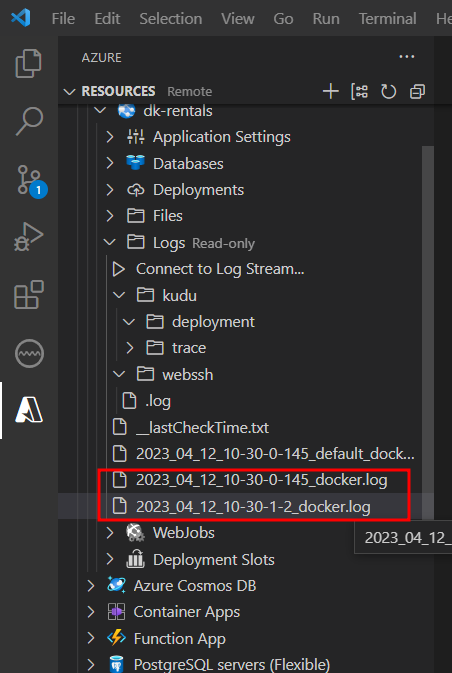 File Edit Selection View Go Run Terminal He
AZURE ...
RESOURCES Remote
dk-rentals
Application Settings
Databases
Deployments
Files
Logs Read-only
Connect to Log Stream...
kudu
deployment
trace
webssh
.log
__lastCheckTime.txt
2023_04_12_10-30-0-145_default_dock...
2023_04_12_10-30-0-145_docker.log
2023_04_12_10-30-1-2_docker.log
WebJobs
2023_04_12_
Deployment Slots
Azure Cosmos DB
Container Apps
Function App
PostgreSQL servers (Flexible)
1